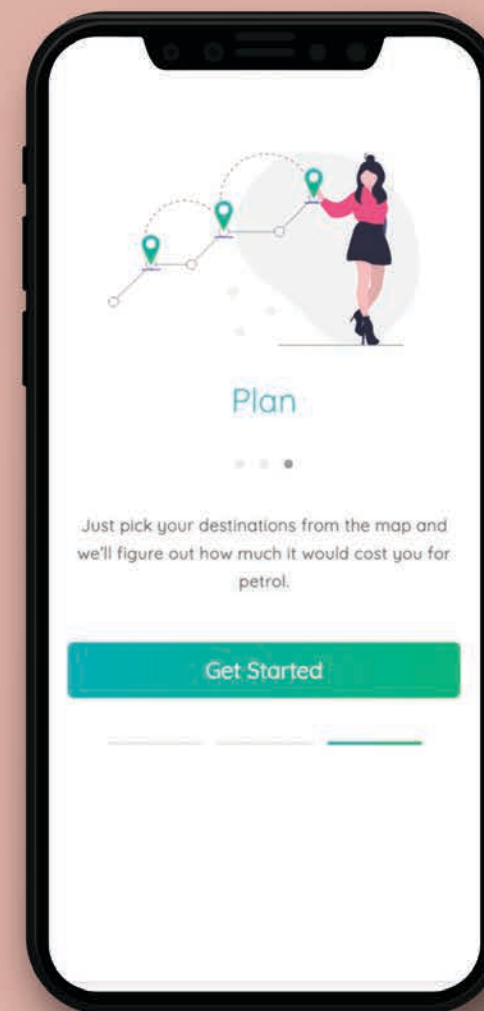 Plan
Just pick your destinations from the map and
we'll figure out how much it would cost you for
petrol.
Get Started